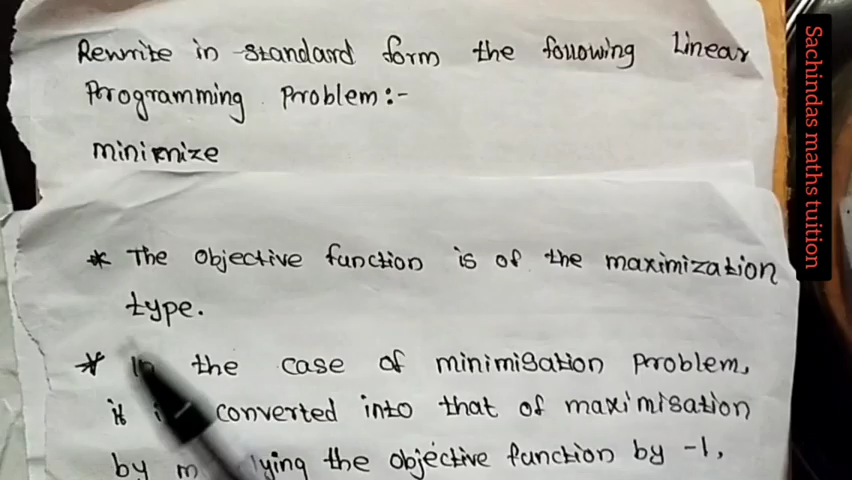 Rewrite in standard form the following Linear
Programming Problem:-
minimize
* The objective function is of the maximization
type.
* In the case of minimisation problem,
it i converted into that of maximisation
by m lying the objective function by -1,
Sachindas maths tuition